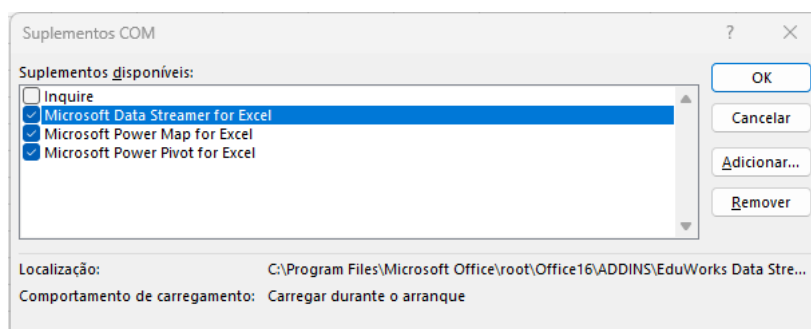 Suplementos COM
Suplementos disponíveis:
Inquire
Microsoft Data Streamer for Excel
Microsoft Power Map for Excel
Microsoft Power Pivot for Excel
OK
Cancelar
Adicionar...
Remover
Localização: C:\Program Files\Microsoft Office\root\Office16\ADDINS\EduWorks Data Stre...
Comportamento de carregamento: Carregar durante o arranque